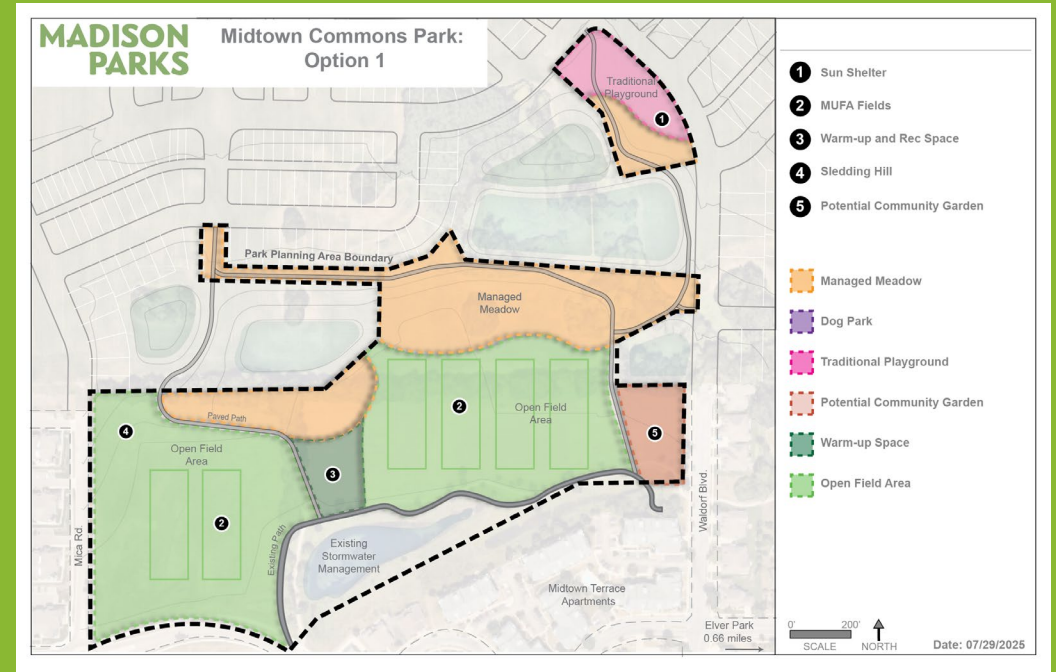 MADISON
PARKS
Midtown Commons Park:
Option 1
Traditional
Playground
1
Park Planning Area Boundary
Managed
Meadow
Paved Path
4
Open Field
Area
2
Open Field
Area
3
5
2
Existing Path
Existing
Stormwater
Management
Mica Rd.
Waldorf Blvd.
Midtown Terrace
Apartments
Elver Park
0.66 miles
1 Sun Shelter
2 MUFA Fields
3 Warm-up and Rec Space
4 Sledding Hill
5 Potential Community Garden
Managed Meadow
Dog Park
Traditional Playground
Potential Community Garden
Warm-up Space
Open Field Area
0' 200'
SCALE
NORTH
Date: 07/29/2025